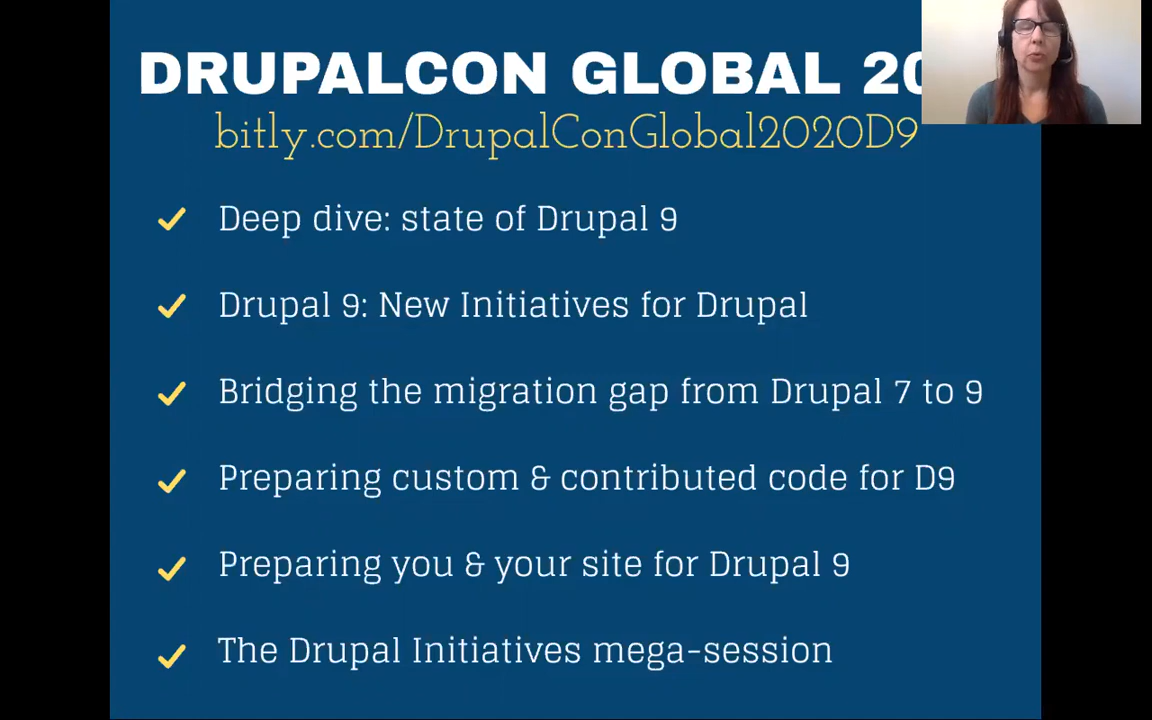 DRUPALCON GLOBAL 20
bitly.com/DrupalConGlobal2020D9
Deep dive: state of Drupal 9
Drupal 9: New Initiatives for Drupal
Bridging the migration gap from Drupal 7 to 9
Preparing custom & contributed code for D9
Preparing you & your site for Drupal 9
The Drupal Initiatives mega-session